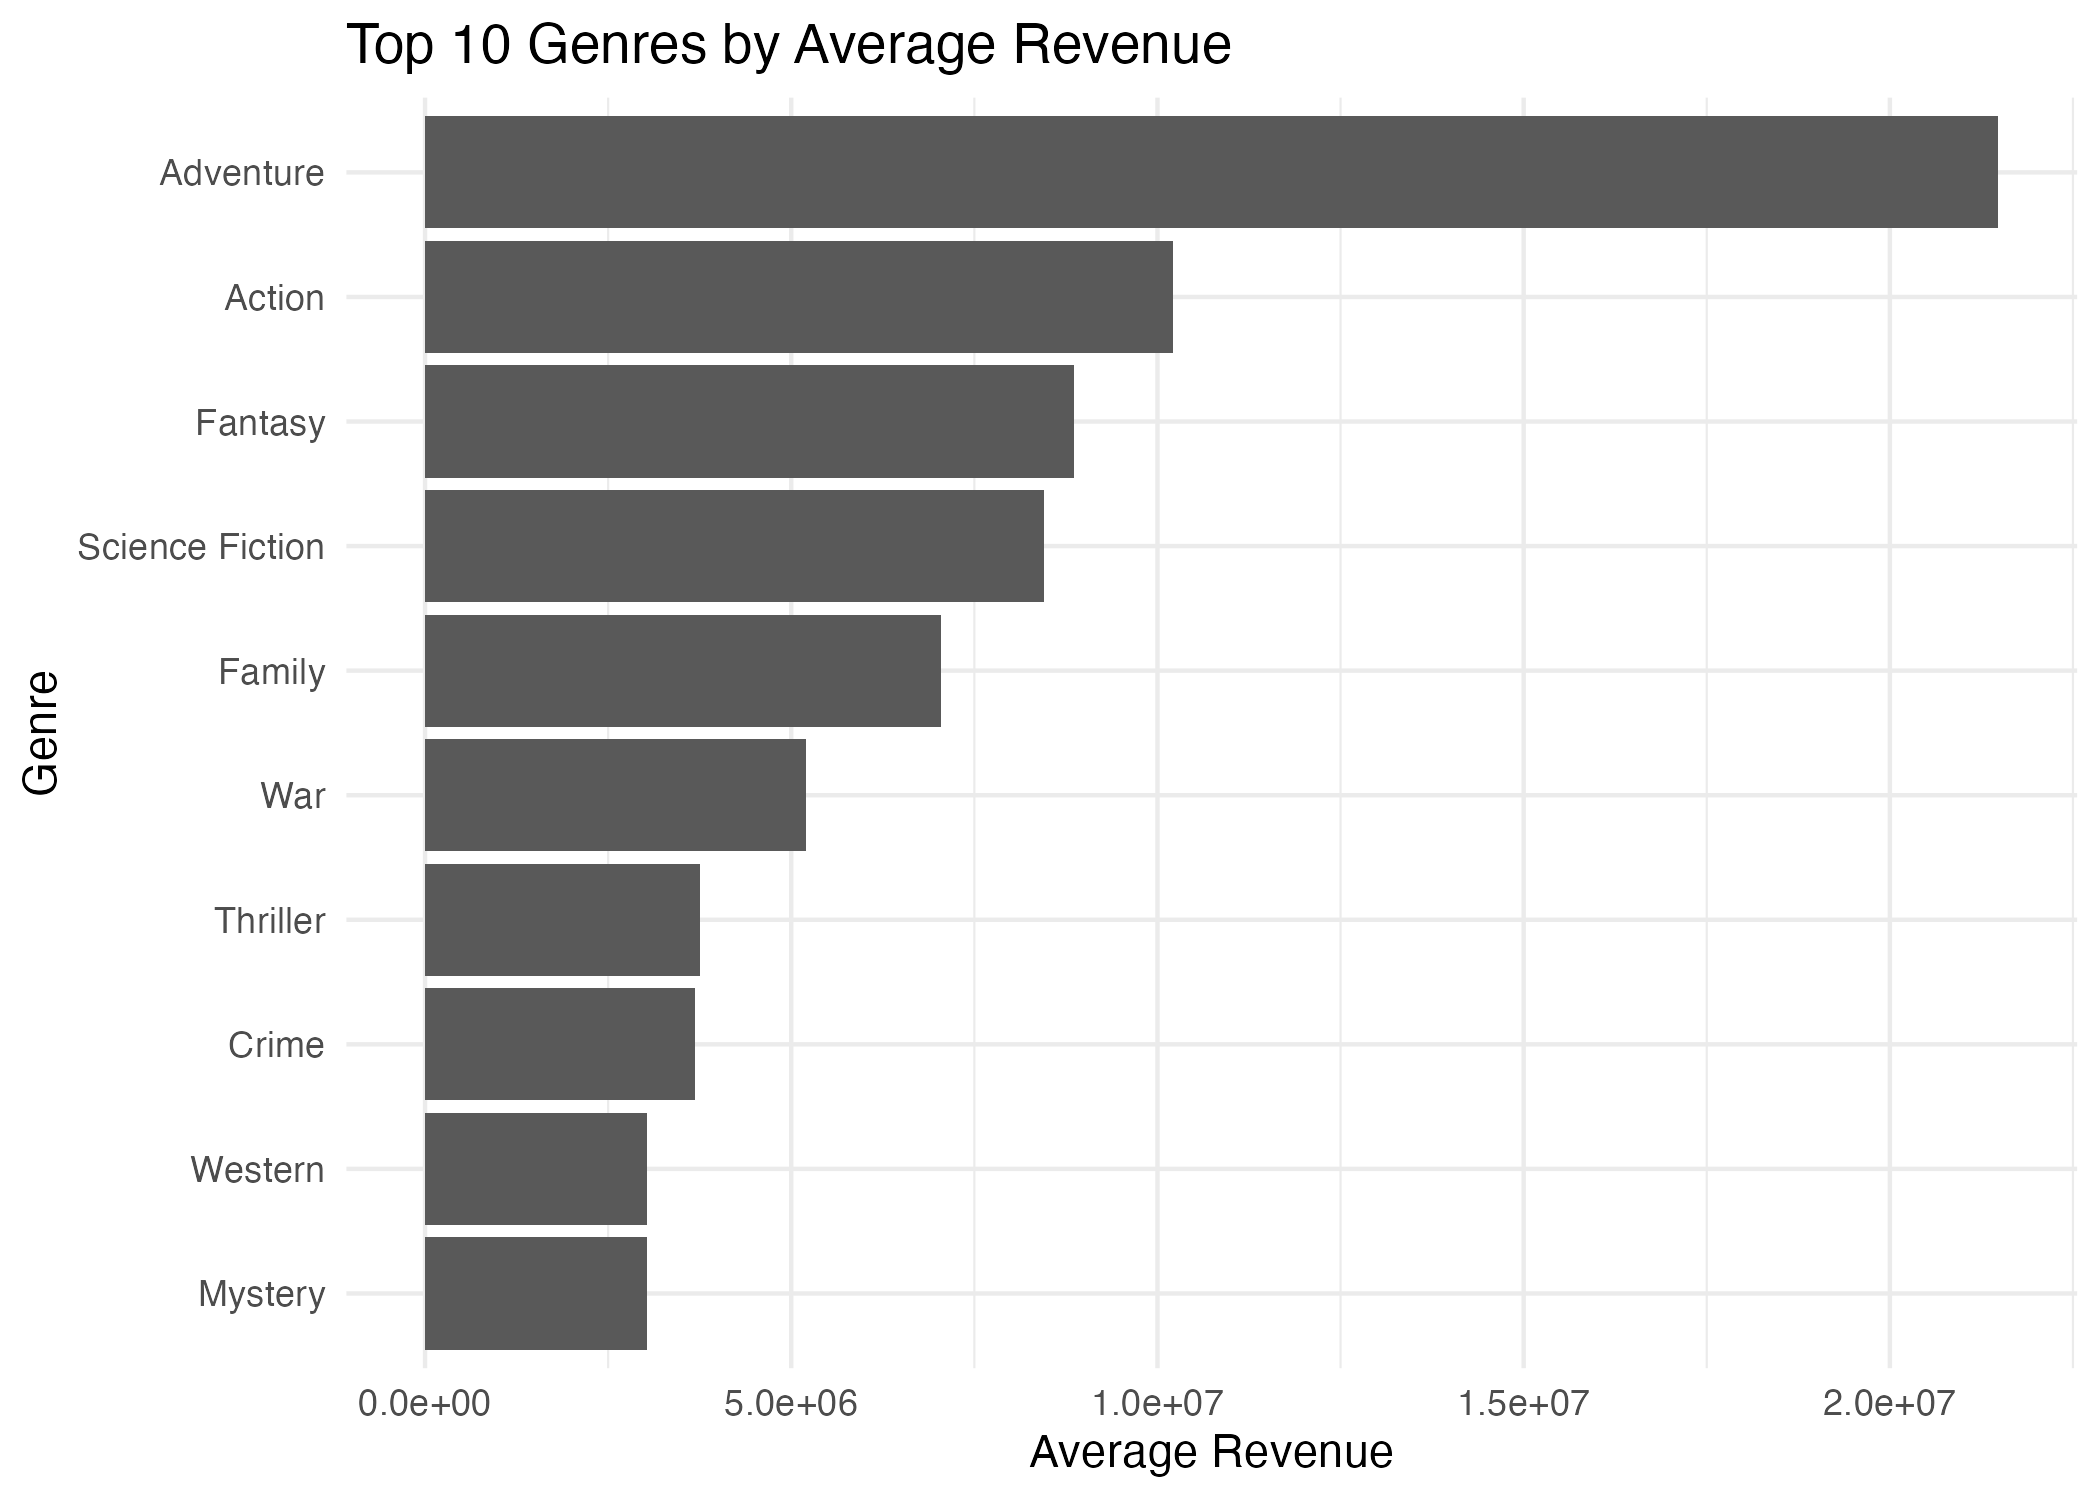 Top 10 Genres by Average Revenue
Genre
Adventure
Action
Fantasy
Science Fiction
Family
War
Thriller
Crime
Western
Mystery
0.0e+00 5.0e+06 1.0e+07 1.5e+07 2.0e+07
Average Revenue